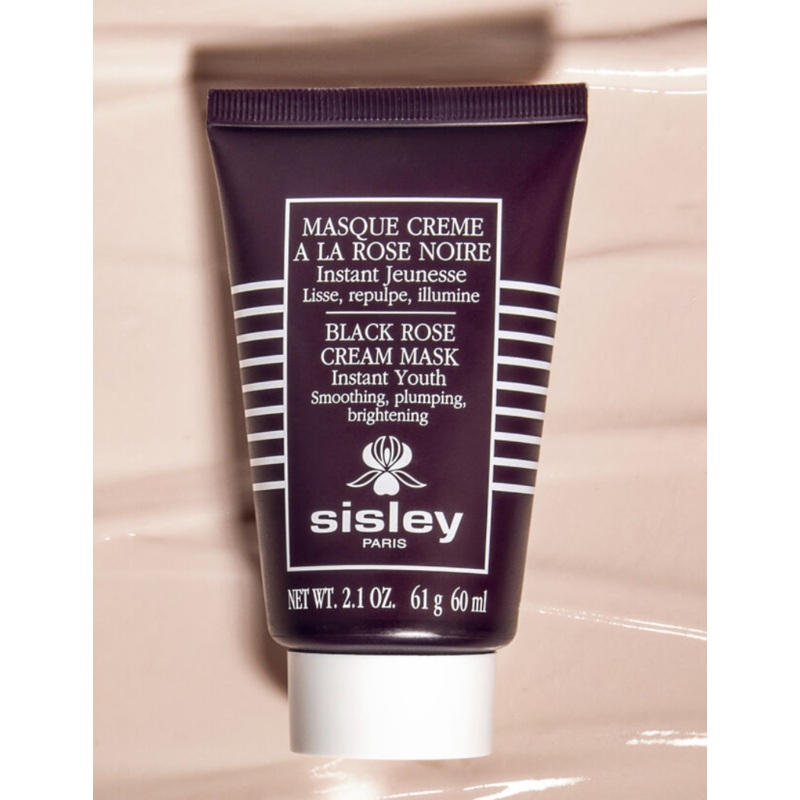 MASQUE CREME
A LA ROSE NOIRE
Instant Jeunesse
Lisse, repulpe, illumine
BLACK ROSE
CREAM MASK
Instant Youth
Smoothing, plumping,
brightening
sisley
PARIS
NET WT. 2.1 OZ. 61 g 60 ml